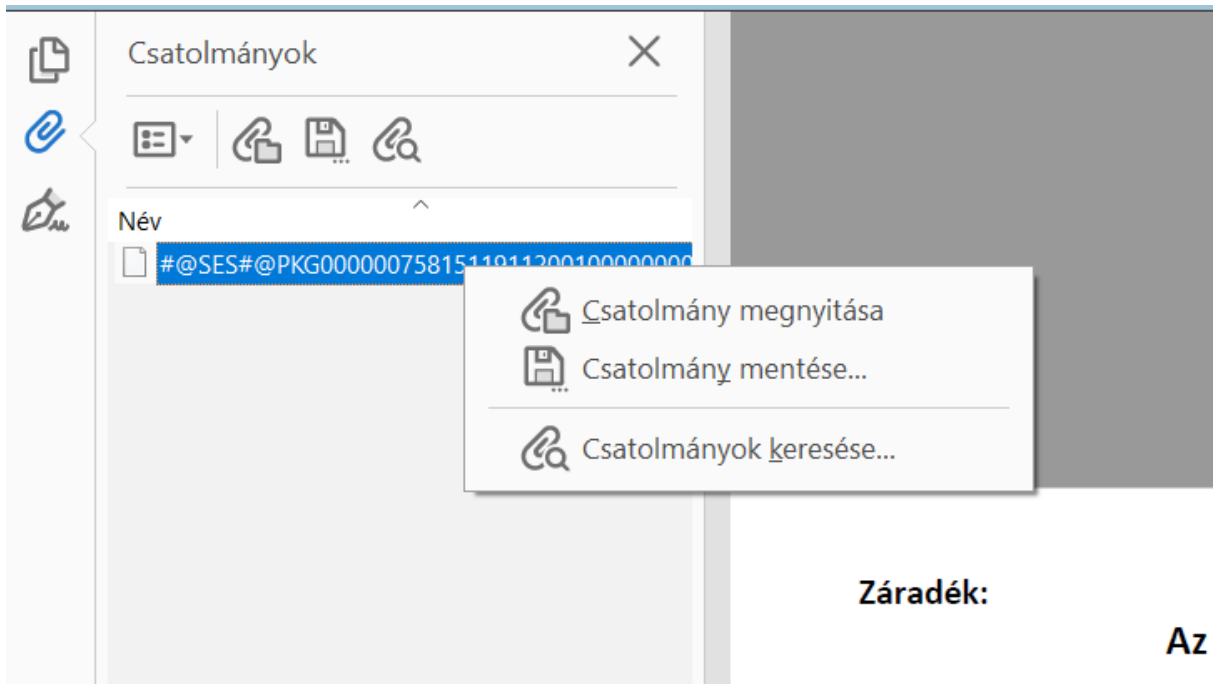 Csatolmányok
Név
#@SES#@PKG00000075815119112001000000000
Csatolmány megnyitása
Csatolmány mentése...
Csatolmányok keresése...
Záradék:
Az